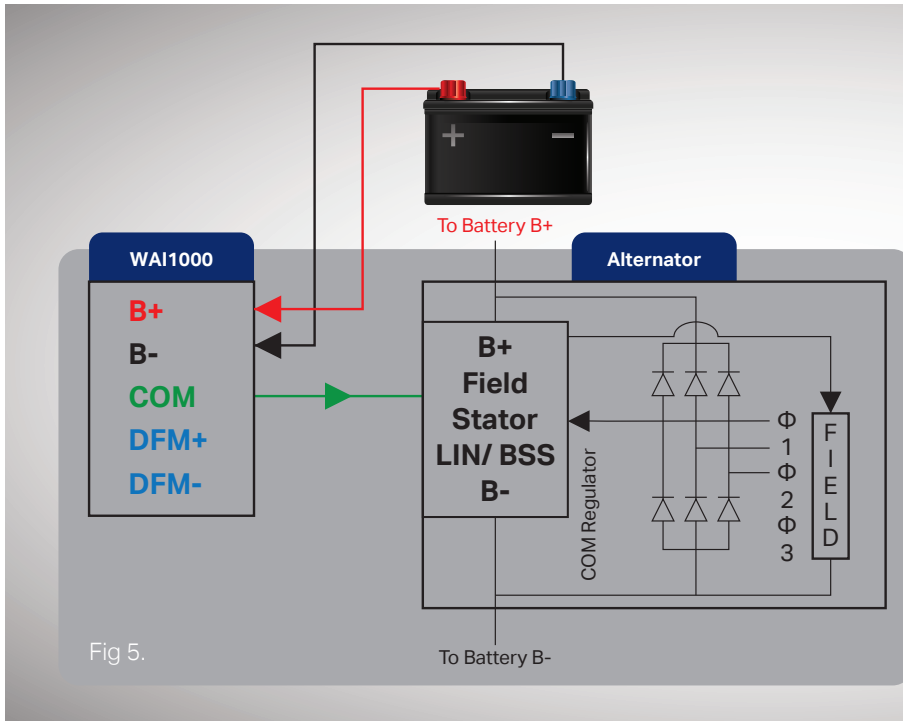 + −
To Battery B+
WAI1000
Alternator
B+
B-
COM
DFM+
DFM-
B+
Field
Stator
LIN/ BSS
B-
COM Regulator
Φ
1
Φ
2
Φ
3
F
I
E
L
D
Fig 5.
To Battery B-